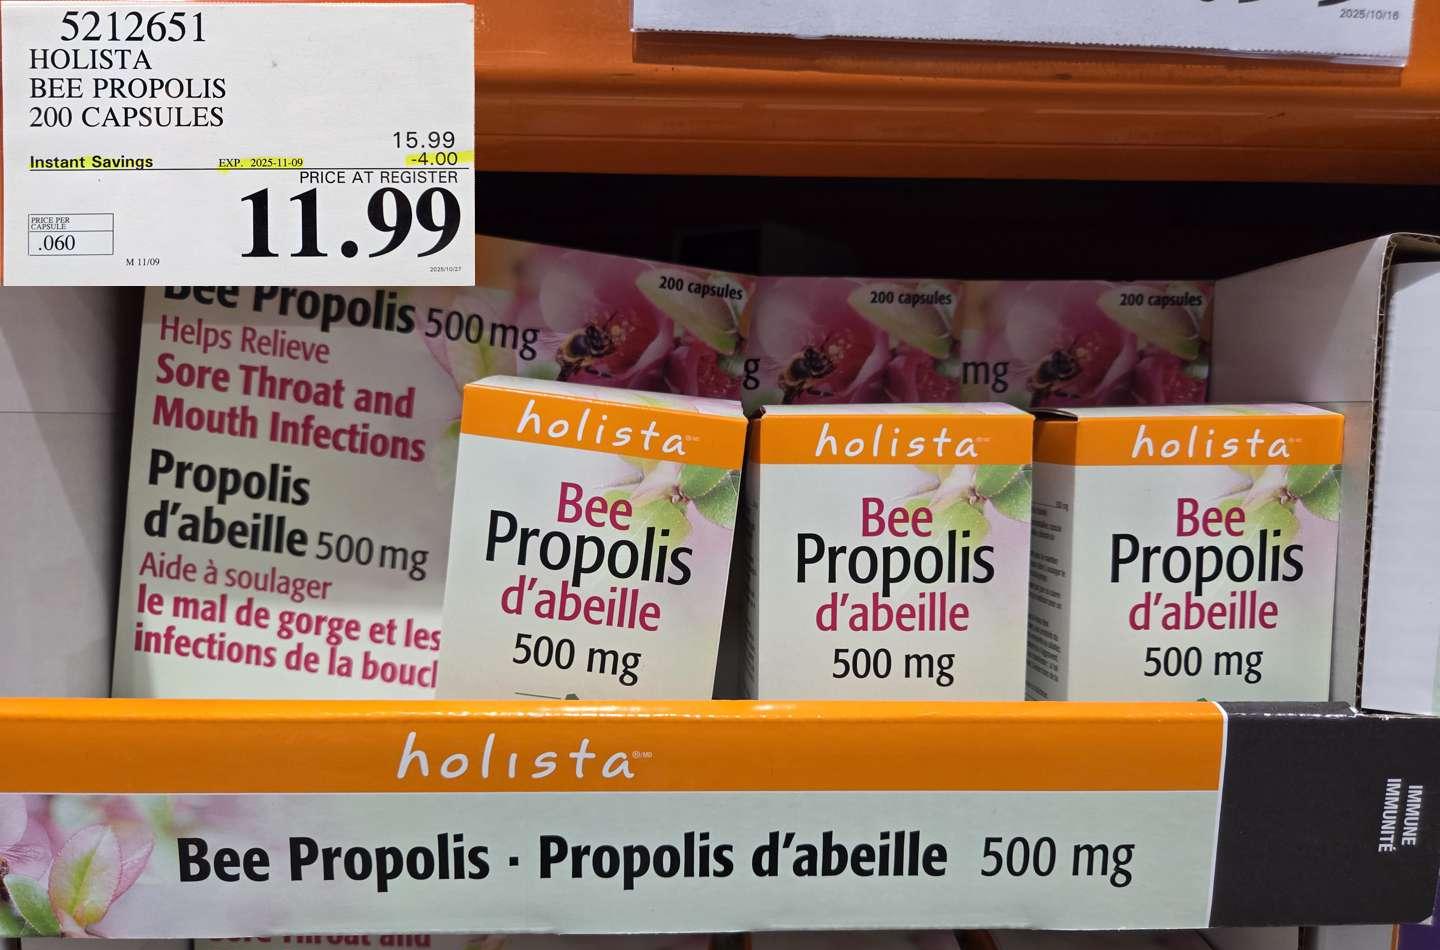 5212651
HOLISTA
BEE PROPOLIS
200 CAPSULES
15.99
Instant Savings EXP. 2025-11-09 -4.00
PRICE AT REGISTER
11.99
PRICE PER
CAPSULE
.060
M 11/09
2025/10/27
2025/10/16
Bee Propolis 500 mg
Helps Relieve
Sore Throat and
Mouth Infections
Propolis
d'abeille 500 mg
Aide à soulager
le mal de gorge et les
infections de la bouc
200 capsules
200 capsules
g
200 capsules
mg
holista
Bee
Propolis
d'abeille
500 mg
holista
Bee
Propolis
d'abeille
500 mg
holista
Bee
Propolis
d'abeille
500 mg
holista ®/MD
Bee Propolis · Propolis d'abeille 500 mg
IMMUNE
IMMUNITÉ
Sore Throat and